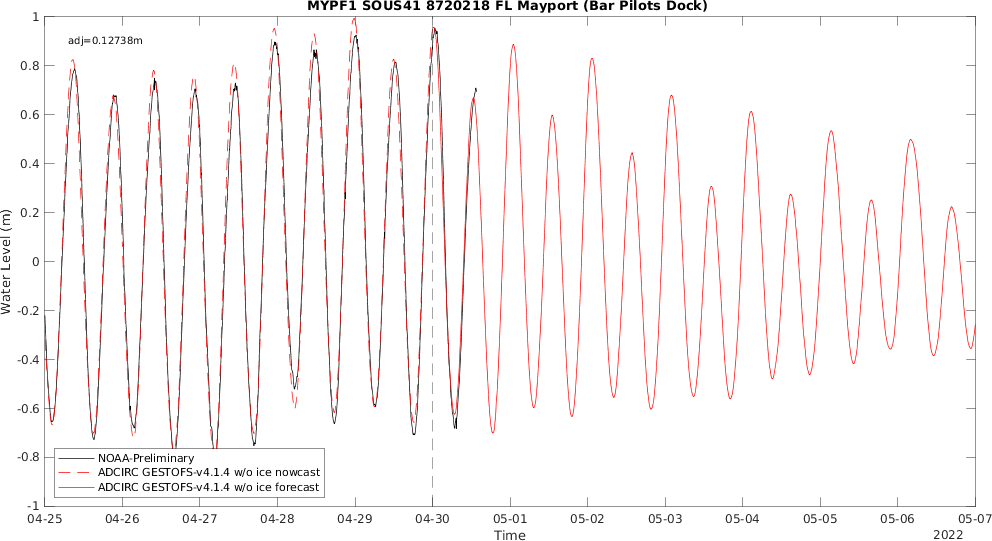 MYPF1 SOUS41 8720218 FL Mayport (Bar Pilots Dock)
adj=0.12738m
1
0.8
0.6
0.4
0.2
0
-0.2
-0.4
-0.6
-0.8
-1
Water Level (m)
NOAA-Preliminary
ADCIRC GESTOFS-v4.1.4 w/o ice nowcast
ADCIRC GESTOFS-v4.1.4 w/o ice forecast
04-25 04-26 04-27 04-28 04-29 04-30 05-01 05-02 05-03 05-04 05-05 05-06 05-07
Time
2022